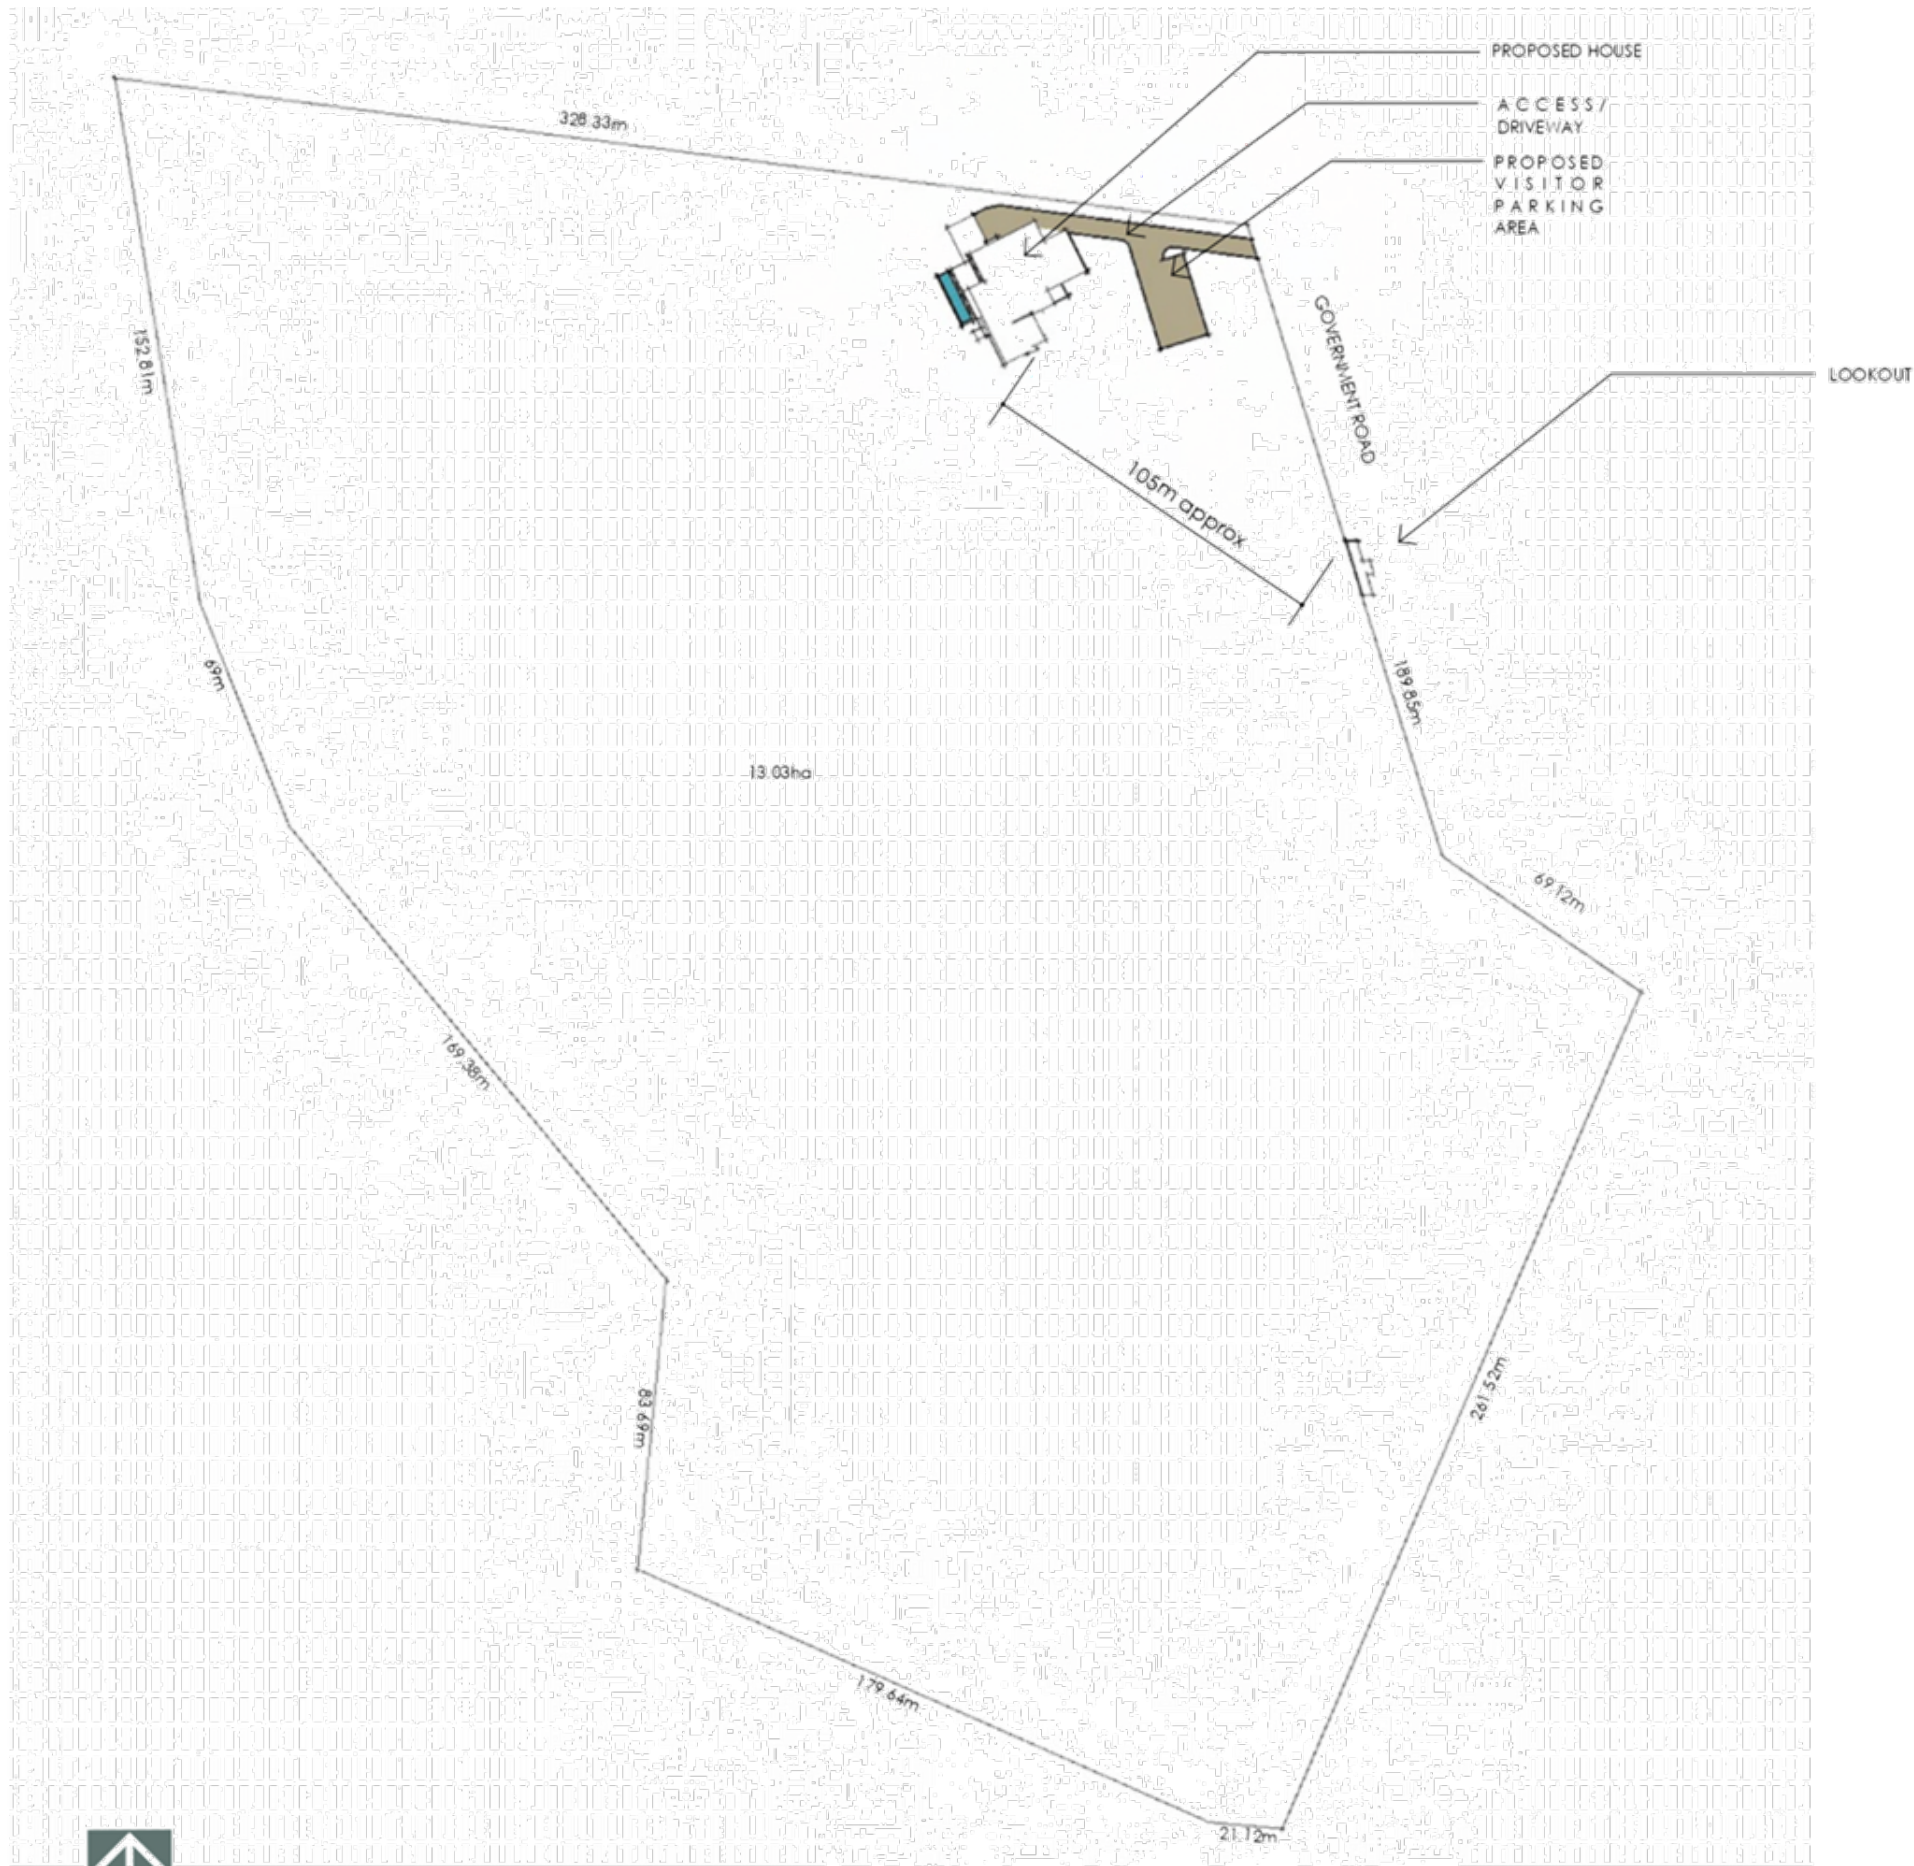 PROPOSED HOUSE
ACCESS/
DRIVEWAY
PROPOSED
VISITOR
PARKING
AREA
328.33m
GOVERNMENT ROAD
LOOKOUT
152.81m
105m approx
69m
189.85m
13.03ha
69.12m
169.38m
83.69m
261.52m
179.64m
21.12m